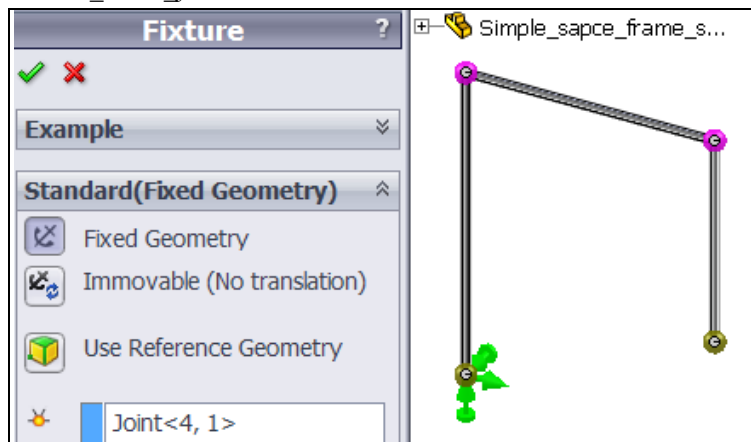 Fixture ?
Simple_sapce_frame_s...
Example
Standard(Fixed Geometry)
Fixed Geometry
Immovable (No translation)
Use Reference Geometry
Joint<4, 1>